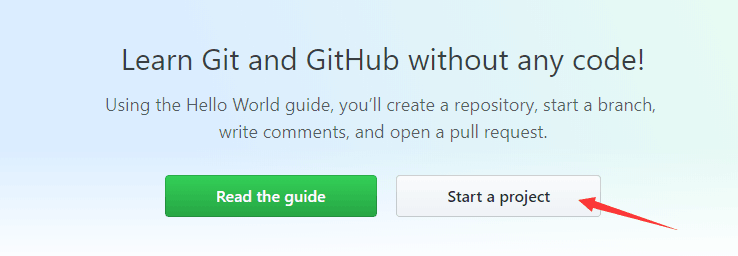 Learn Git and GitHub without any code!
Using the Hello World guide, you’ll create a repository, start a branch,
write comments, and open a pull request.
Read the guide
Start a project